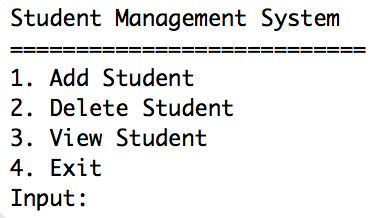 Student Management System
===========================
1. Add Student
2. Delete Student
3. View Student
4. Exit
Input: